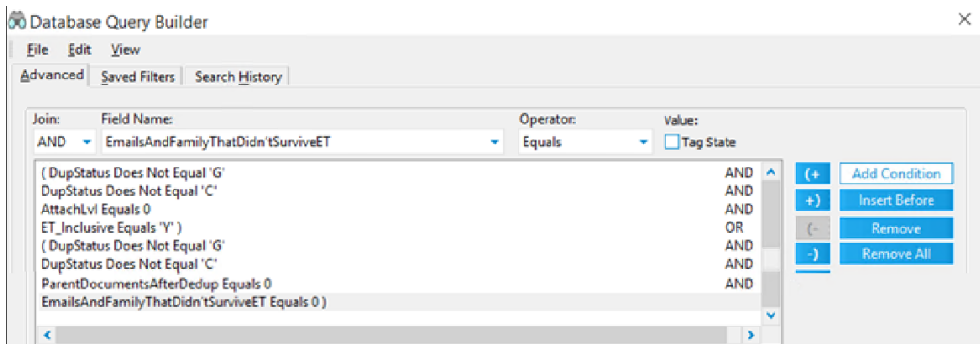 Database Query Builder
File Edit View
Advanced Saved Filters Search History
Join: Field Name: Operator: Value:
AND EmailsAndFamilyThatDidn'tSurviveET Equals Tag State
( DupStatus Does Not Equal 'G' AND
DupStatus Does Not Equal 'C' AND
AttachLvl Equals 0 AND
ET_Inclusive Equals 'Y' ) OR
( DupStatus Does Not Equal 'G' AND
DupStatus Does Not Equal 'C' AND
ParentDocumentsAfterDedup Equals 0 AND
EmailsAndFamilyThatDidn'tSurviveET Equals 0 )
(+ Add Condition
+) Insert Before
(- Remove
-) Remove All